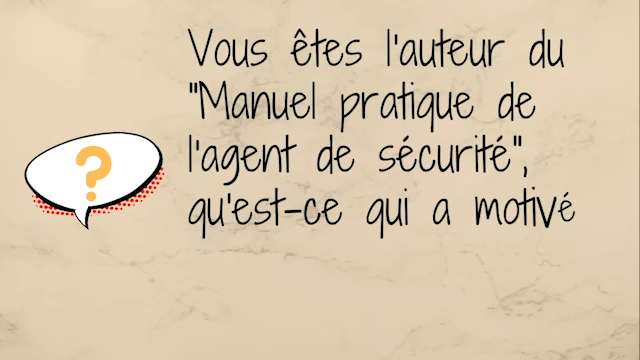 Vous êtes l'auteur du
"Manuel pratique de
l'agent de sécurité",
qu'est-ce qui a motivé
?